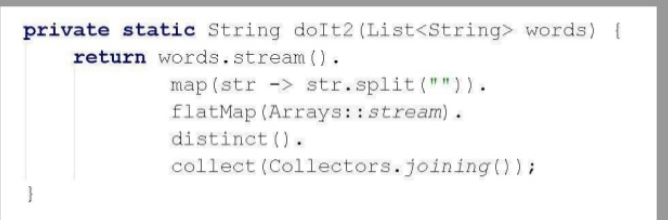 private static String doIt2(List<String> words) {
return words.stream().
map(str -> str.split("")).
flatMap(Arrays::stream).
distinct().
collect(Collectors.joining());
}